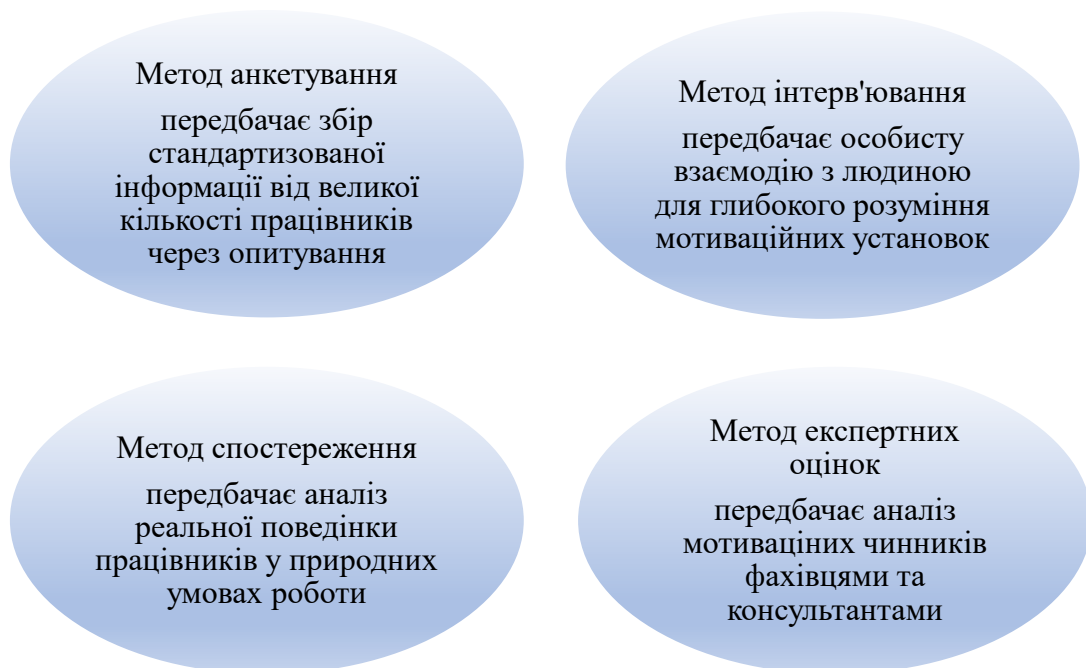 Метод анкетування
передбачає збір
стандартизованої
інформації від великої
кількості працівників
через опитування
Метод інтерв'ювання
передбачає особисту
взаємодію з людиною
для глибокого розуміння
мотиваційних установок
Метод спостереження
передбачає аналіз
реальної поведінки
працівників у природних
умовах роботи
Метод експертних
оцінок
передбачає аналіз
мотиваціних чинників
фахівцями та
консультантами